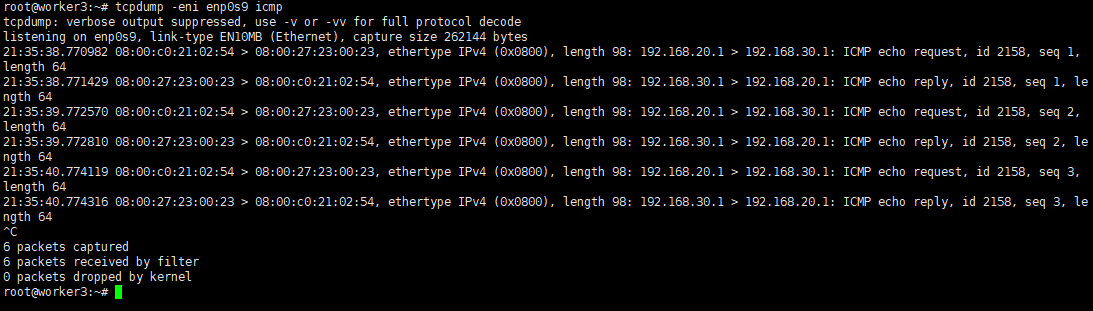 root@worker3:~# tcpdump -eni enp0s9 icmp
tcpdump: verbose output suppressed, use -v or -vv for full protocol decode
listening on enp0s9, link-type EN10MB (Ethernet), capture size 262144 bytes
21:35:38.770982 08:00:c0:21:02:54 > 08:00:27:23:00:23, ethertype IPv4 (0x0800), length 98: 192.168.20.1 > 192.168.30.1: ICMP echo request, id 2158, seq 1,
length 64
21:35:38.771429 08:00:27:23:00:23 > 08:00:c0:21:02:54, ethertype IPv4 (0x0800), length 98: 192.168.30.1 > 192.168.20.1: ICMP echo reply, id 2158, seq 1, le
ngth 64
21:35:39.772570 08:00:c0:21:02:54 > 08:00:27:23:00:23, ethertype IPv4 (0x0800), length 98: 192.168.20.1 > 192.168.30.1: ICMP echo request, id 2158, seq 2,
length 64
21:35:39.772810 08:00:27:23:00:23 > 08:00:c0:21:02:54, ethertype IPv4 (0x0800), length 98: 192.168.30.1 > 192.168.20.1: ICMP echo reply, id 2158, seq 2, le
ngth 64
21:35:40.774119 08:00:c0:21:02:54 > 08:00:27:23:00:23, ethertype IPv4 (0x0800), length 98: 192.168.20.1 > 192.168.30.1: ICMP echo request, id 2158, seq 3,
length 64
21:35:40.774316 08:00:27:23:00:23 > 08:00:c0:21:02:54, ethertype IPv4 (0x0800), length 98: 192.168.30.1 > 192.168.20.1: ICMP echo reply, id 2158, seq 3, le
ngth 64
^C
6 packets captured
6 packets received by filter
0 packets dropped by kernel
root@worker3:~#